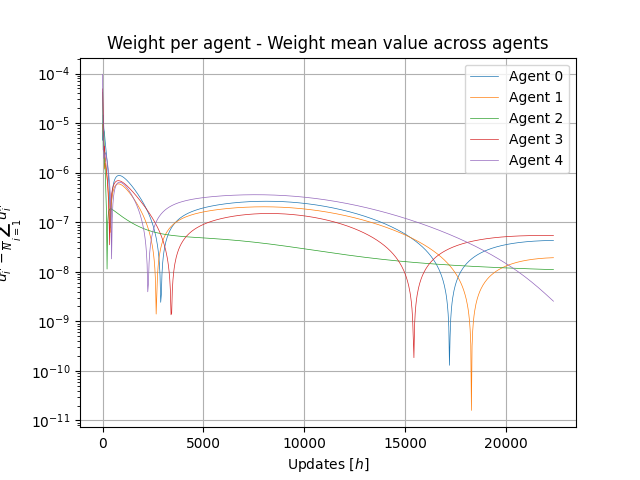 Weight per agent - Weight mean value across agents
10⁻⁴
10⁻⁵
10⁻⁶
10⁻⁷
10⁻⁸
10⁻⁹
10⁻¹⁰
10⁻¹¹
Agent 0
Agent 1
Agent 2
Agent 3
Agent 4
0 5000 10000 15000 20000
Updates [h]